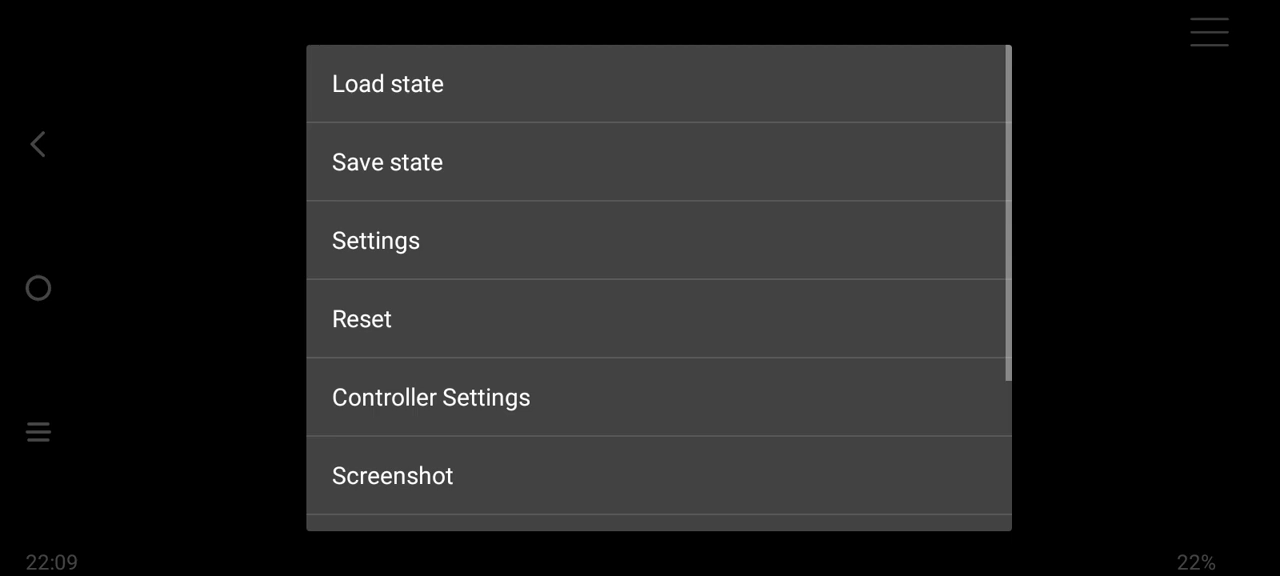 Load state
Save state
Settings
Reset
Controller Settings
Screenshot
22:09
22%